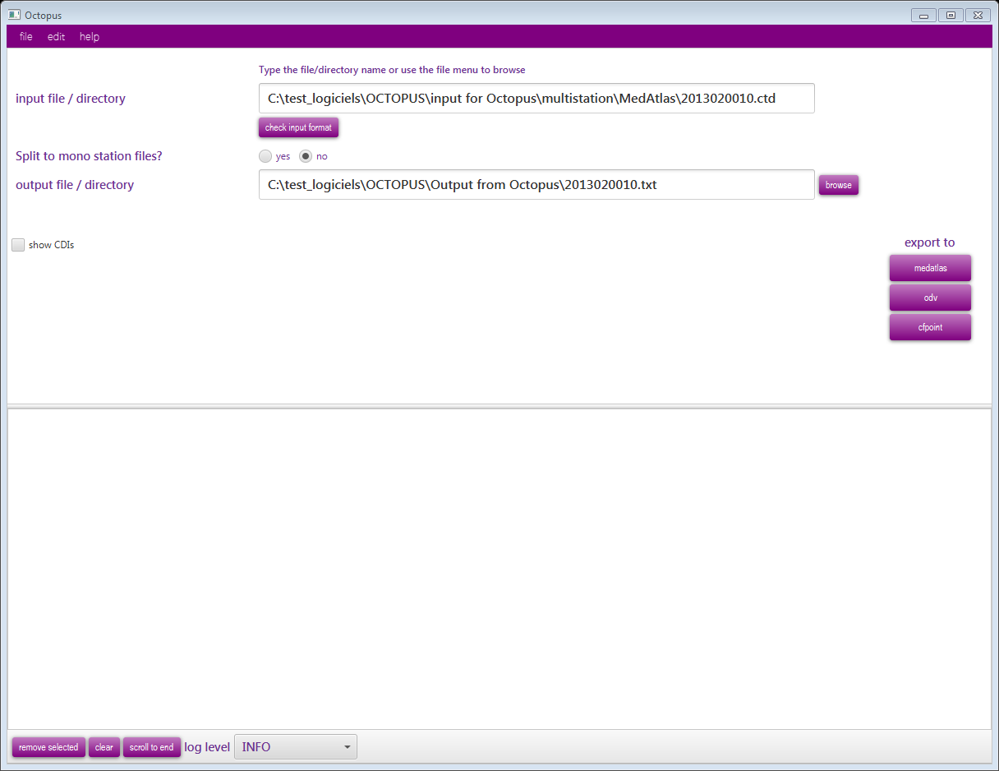 Octopus
file edit help
Type the file/directory name or use the file menu to browse
input file / directory
C:\test_logiciels\OCTOPUS\input for Octopus\multistation\MedAtlas\2013020010.ctd
check input format
Split to mono station files? yes no
output file / directory
C:\test_logiciels\OCTOPUS\Output from Octopus\2013020010.txt
browse
show CDIs
export to
medatlas
odv
cfpoint
remove selected clear scroll to end log level INFO